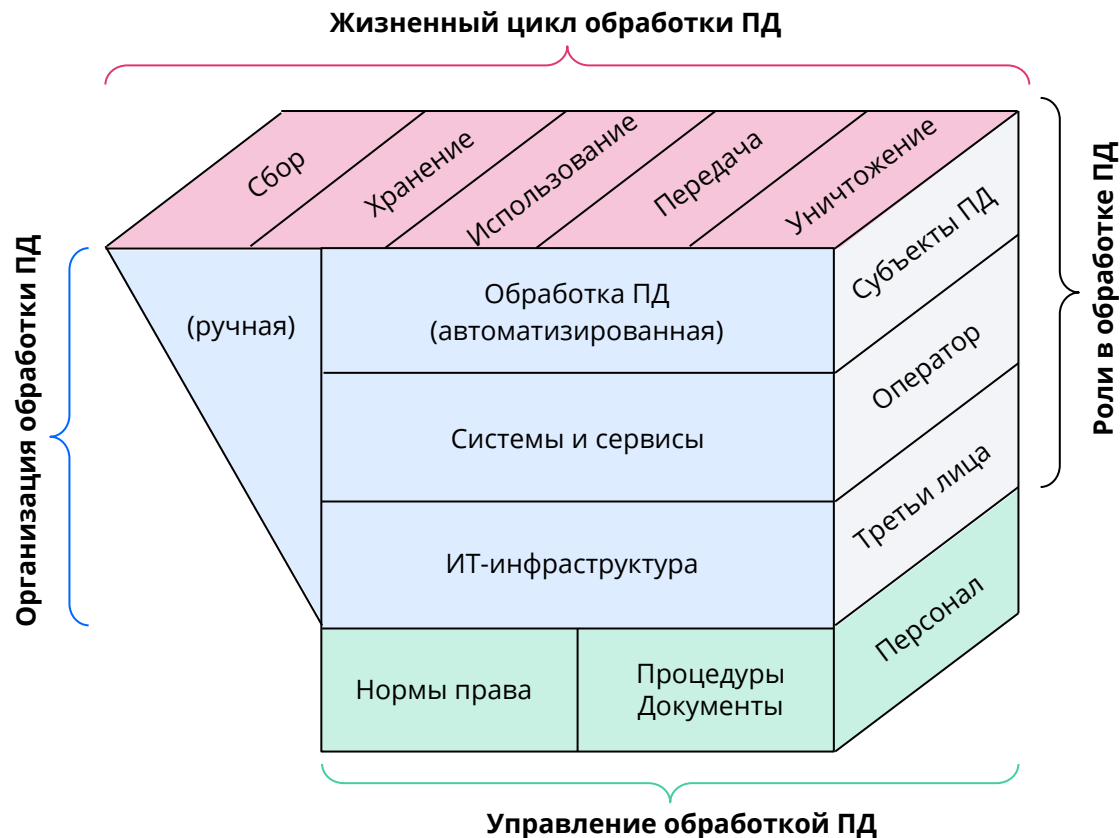 Жизненный цикл обработки ПД
Сбор
Хранение
Использование
Передача
Уничтожение
Организация обработки ПД
(ручная)
Обработка ПД
(автоматизированная)
Системы и сервисы
ИТ-инфраструктура
Субъекты ПД
Оператор
Третьи лица
Роли в обработке ПД
Нормы права
Процедуры
Документы
Персонал
Управление обработкой ПД